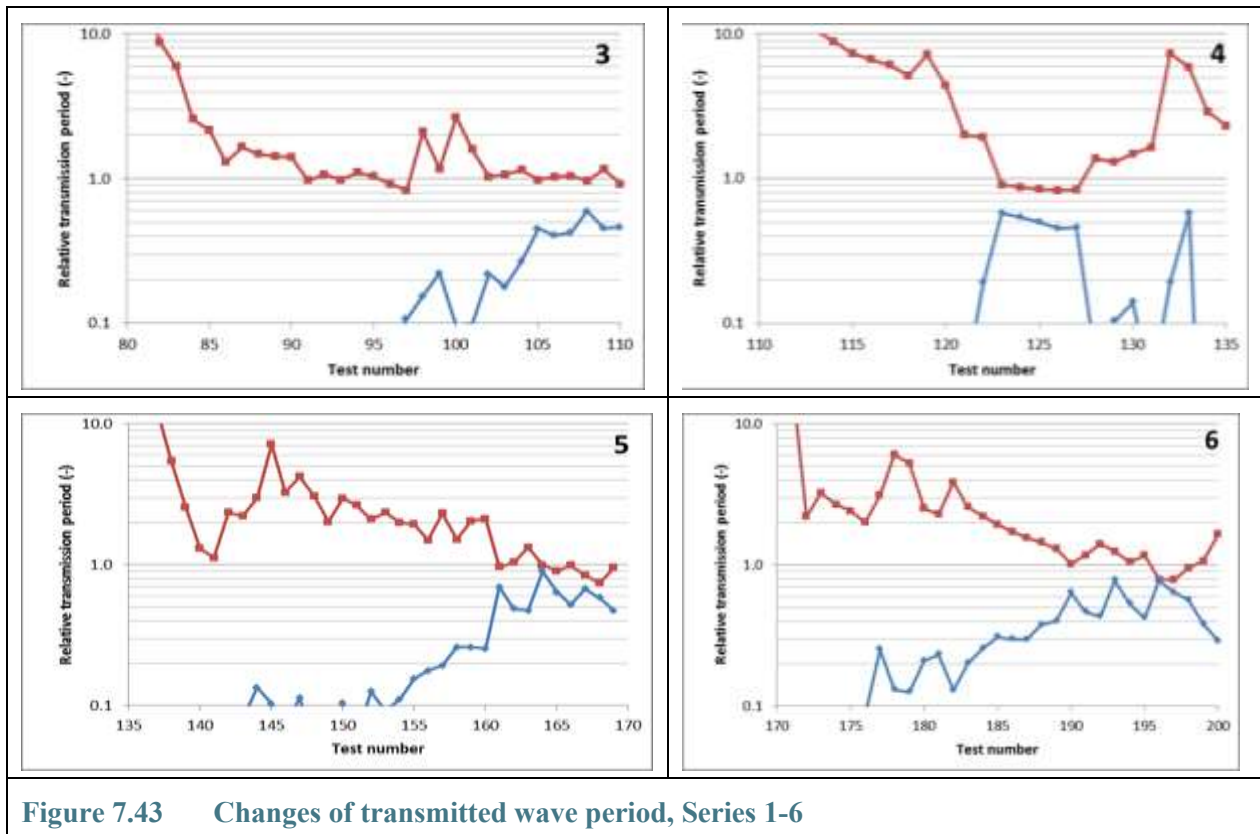 3
Relative transmission period (-)
10.0
1.0
0.1
80 85 90 95 100 105 110
Test number
4
Relative transmission period (-)
10.0
1.0
0.1
110 115 120 125 130 135
Test number
5
Relative transmission period (-)
10.0
1.0
0.1
135 140 145 150 155 160 165 170
Test number
6
Relative transmission period (-)
10.0
1.0
0.1
170 175 180 185 190 195 200
Test number
Figure 7.43 Changes of transmitted wave period, Series 1-6